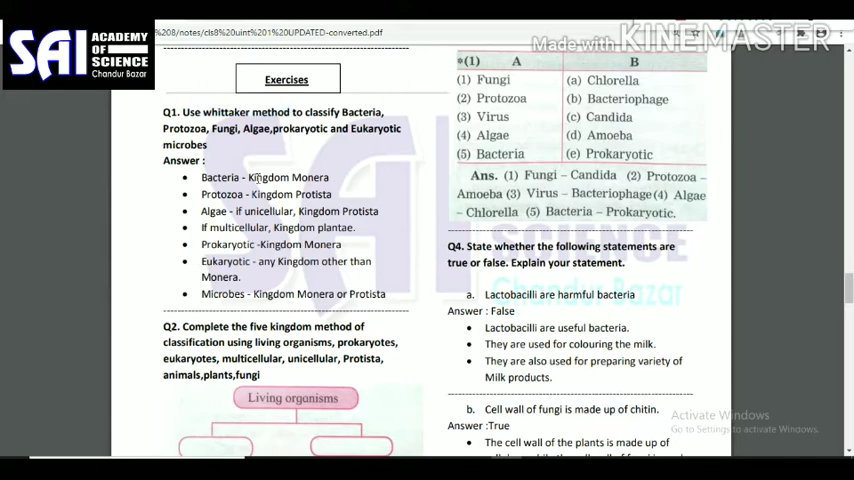 SAI ACADEMY OF SCIENCE
Chandur Bazar
%208/notes/cls8%20uint%201%20UPDATED-converted.pdf
Made with KINEMASTER
Exercises
Q1. Use whittaker method to classify Bacteria,
Protozoa, Fungi, Algae,prokaryotic and Eukaryotic
microbes
Answer :
• Bacteria - Kingdom Monera
• Protozoa - Kingdom Protista
• Algae - if unicellular, Kingdom Protista
• If multicellular, Kingdom plantae.
• Prokaryotic -Kingdom Monera
• Eukaryotic - any Kingdom other than
Monera.
• Microbes - Kingdom Monera or Protista
Q2. Complete the five kingdom method of
classification using living organisms, prokaryotes,
eukaryotes, multicellular, unicellular, Protista,
animals,plants,fungi
Living organisms
*(1) A B
(1) Fungi (a) Chlorella
(2) Protozoa (b) Bacteriophage
(3) Virus (c) Candida
(4) Algae (d) Amoeba
(5) Bacteria (e) Prokaryotic
Ans. (1) Fungi – Candida (2) Protozoa –
Amoeba (3) Virus – Bacteriophage (4) Algae
– Chlorella (5) Bacteria – Prokaryotic.
Q4. State whether the following statements are
true or false. Explain your statement.
a. Lactobacilli are harmful bacteria
Answer : False
• Lactobacilli are useful bacteria.
• They are used for colouring the milk.
• They are also used for preparing variety of
Milk products.
b. Cell wall of fungi is made up of chitin.
Answer :True
• The cell wall of the plants is made up of
SAI
Chandur Bazar
Activate Windows
Go to Settings to activate Windows.